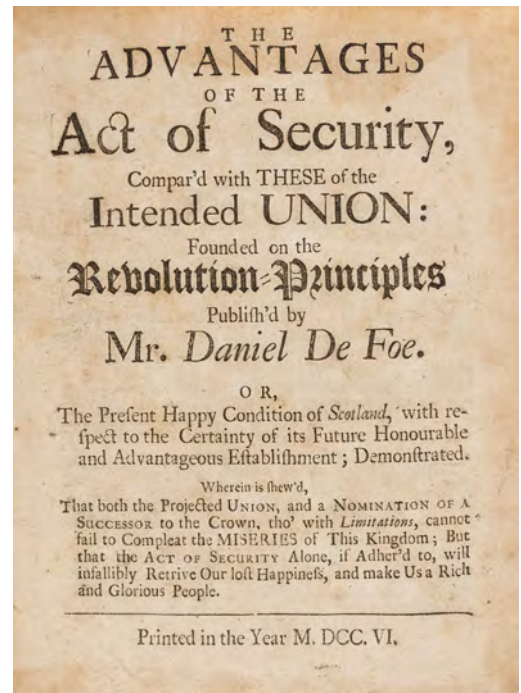 THE
ADVANTAGES
OF THE
Act of Security,
Compar'd with THESE of the
Intended UNION:
Founded on the
Revolution-Principles
Publiſh'd by
Mr. Daniel De Foe.
OR,
The Preſent Happy Condition of Scotland, with re-
ſpect to the Certainty of its Future Honourable
and Advantageous Eſtabliſhment; Demonſtrated.
Wherein is ſhew'd,
That both the Projected UNION, and a NOMINATION OF A
SUCCESSOR to the Crown, tho' with Limitations, cannot
fail to Compleat the MISERIES of This Kingdom; But
that the ACT OF SECURITY Alone, if Adher'd to, will
infallibly Retrive Our loſt Happineſs, and make Us a Rich
and Glorious People.
Printed in the Year M. DCC. VI.